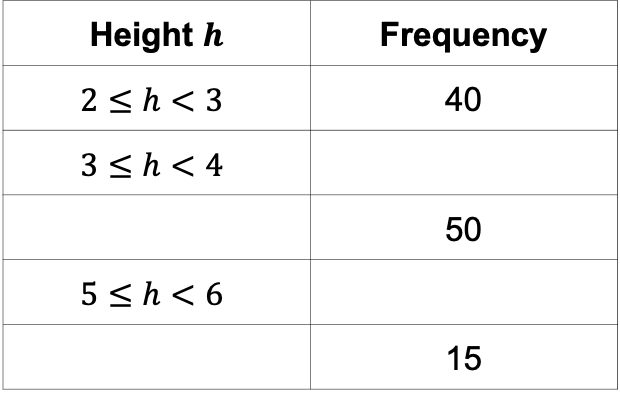 Height h Frequency
2 ≤ h < 3 40
3 ≤ h < 4
50
5 ≤ h < 6
15